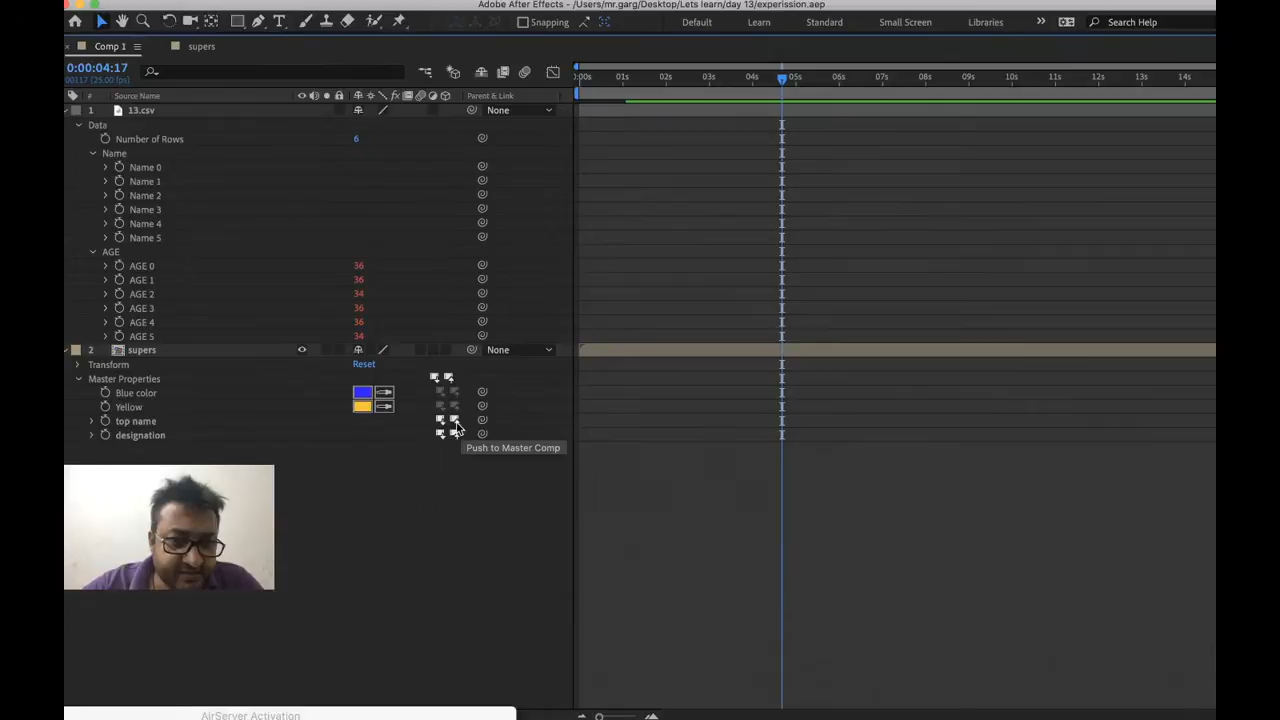 Adobe After Effects - /Users/mr.garg/Desktop/Lets learn/day 13/experission.aep
Snapping
Default
Learn
Standard
Small Screen
Libraries
Search Help
Comp 1
supers
0:00:04:17
00117 (25.00 fps)
:00s 01s 02s 03s 04s 05s 06s 07s 08s 09s 10s 11s 12s 13s 14s
# Source Name fx Parent & Link
1 13.csv None
Data
Number of Rows 6
Name
Name 0
Name 1
Name 2
Name 3
Name 4
Name 5
AGE
AGE 0 36
AGE 1 36
AGE 2 34
AGE 3 36
AGE 4 36
AGE 5 34
2 supers None
Transform Reset
Master Properties
Blue color
Yellow
top name
designation
Push to Master Comp
AirServer Activation